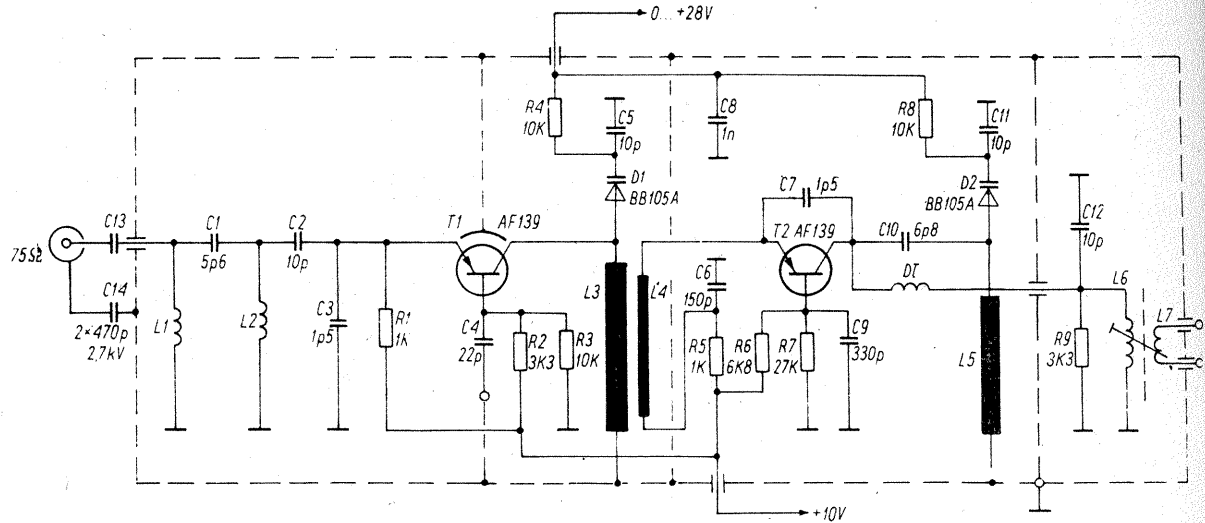 0... +28V
R4
10K
C5
10p
C8
1n
R8
10K
C11
10p
D1
BB105A
C7
1p5
D2
BB105A
C13
C1
5p6
C2
10p
T1
AF139
T2 AF139
C10
6p8
C12
10p
75Ω
C14
2×470p
2,7kV
L1
L2
C3
1p5
R1
1K
C4
22p
R2
3K3
R3
10K
L3
L4
C6
150p
R5
1K
R6
6K8
R7
27K
C9
330p
DT
L5
R9
3K3
L6
L7
+10V